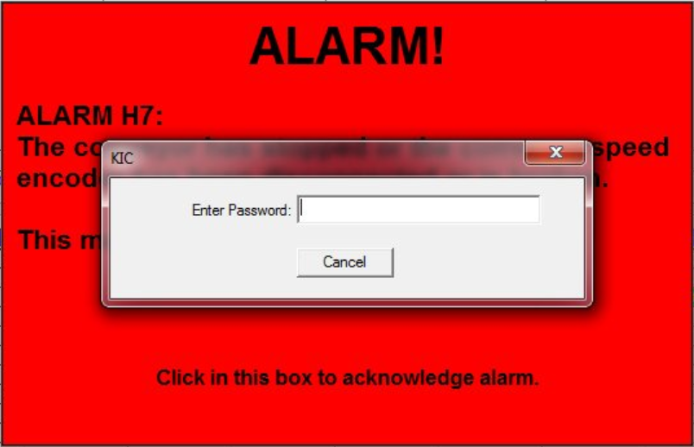 ALARM!
ALARM H7:
The co speed
encod .
This m
KIC
Enter Password:
Cancel
Click in this box to acknowledge alarm.